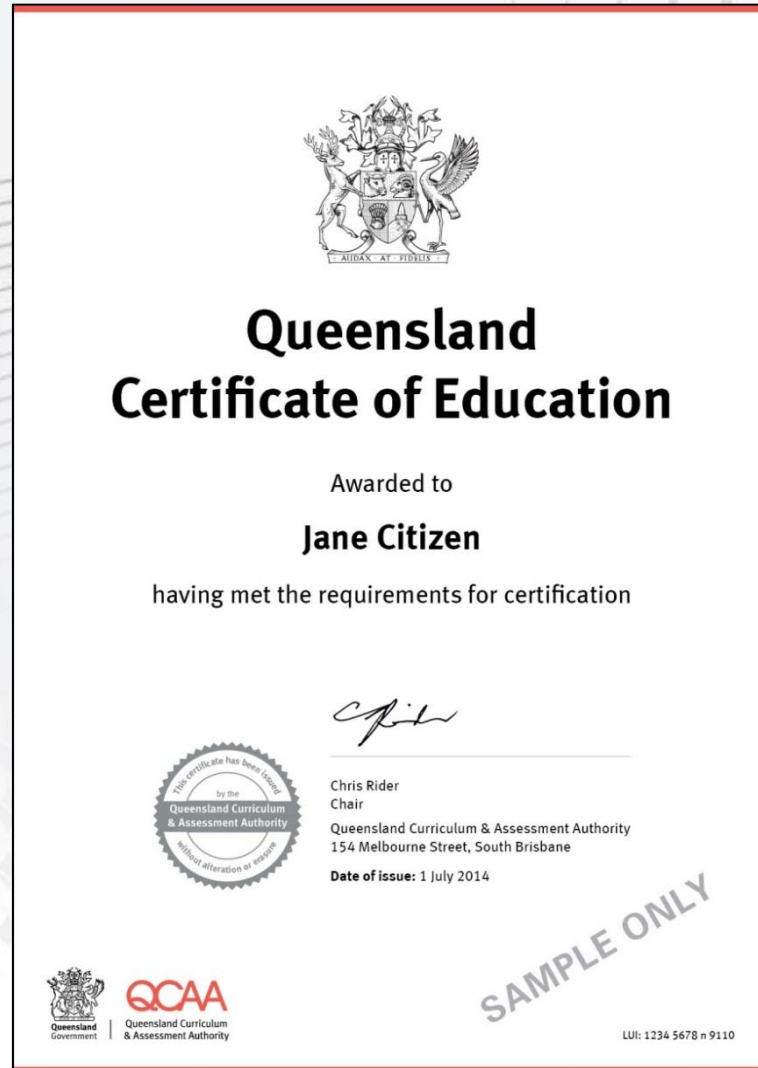 AUDAX AT FIDELIS
Queensland
Certificate of Education
Awarded to
Jane Citizen
having met the requirements for certification
This certificate has been issued
by the
Queensland Curriculum
& Assessment Authority
without alteration or erasure
Chris Rider
Chair
Queensland Curriculum & Assessment Authority
154 Melbourne Street, South Brisbane
Date of issue: 1 July 2014
SAMPLE ONLY
Queensland
Government
QCAA
Queensland Curriculum
& Assessment Authority
LUI: 1234 5678 n 9110